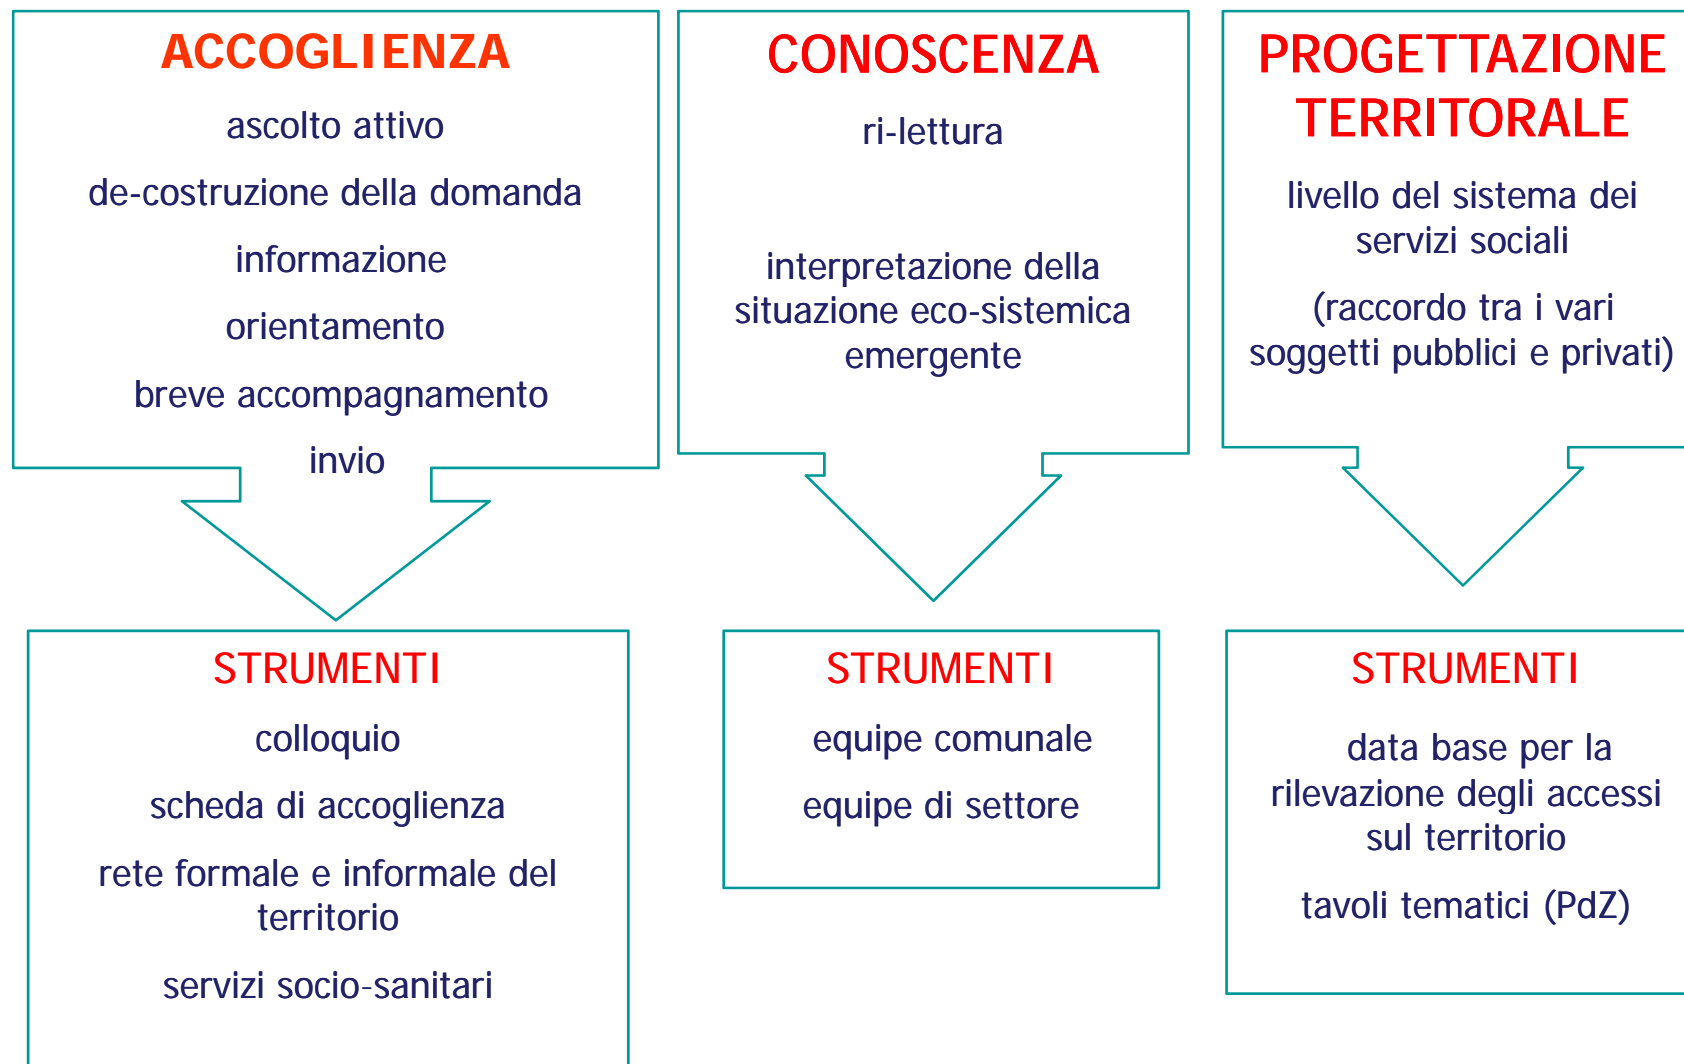 ACCOGLIENZA
ascolto attivo
de-costruzione della domanda
informazione
orientamento
breve accompagnamento
invio
CONOSCENZA
ri-lettura
interpretazione della
situazione eco-sistemica
emergente
PROGETTAZIONE
TERRITORALE
livello del sistema dei
servizi sociali
(raccordo tra i vari
soggetti pubblici e privati)
STRUMENTI
colloquio
scheda di accoglienza
rete formale e informale del
territorio
servizi socio-sanitari
STRUMENTI
equipe comunale
equipe di settore
STRUMENTI
data base per la
rilevazione degli accessi
sul territorio
tavoli tematici (PdZ)